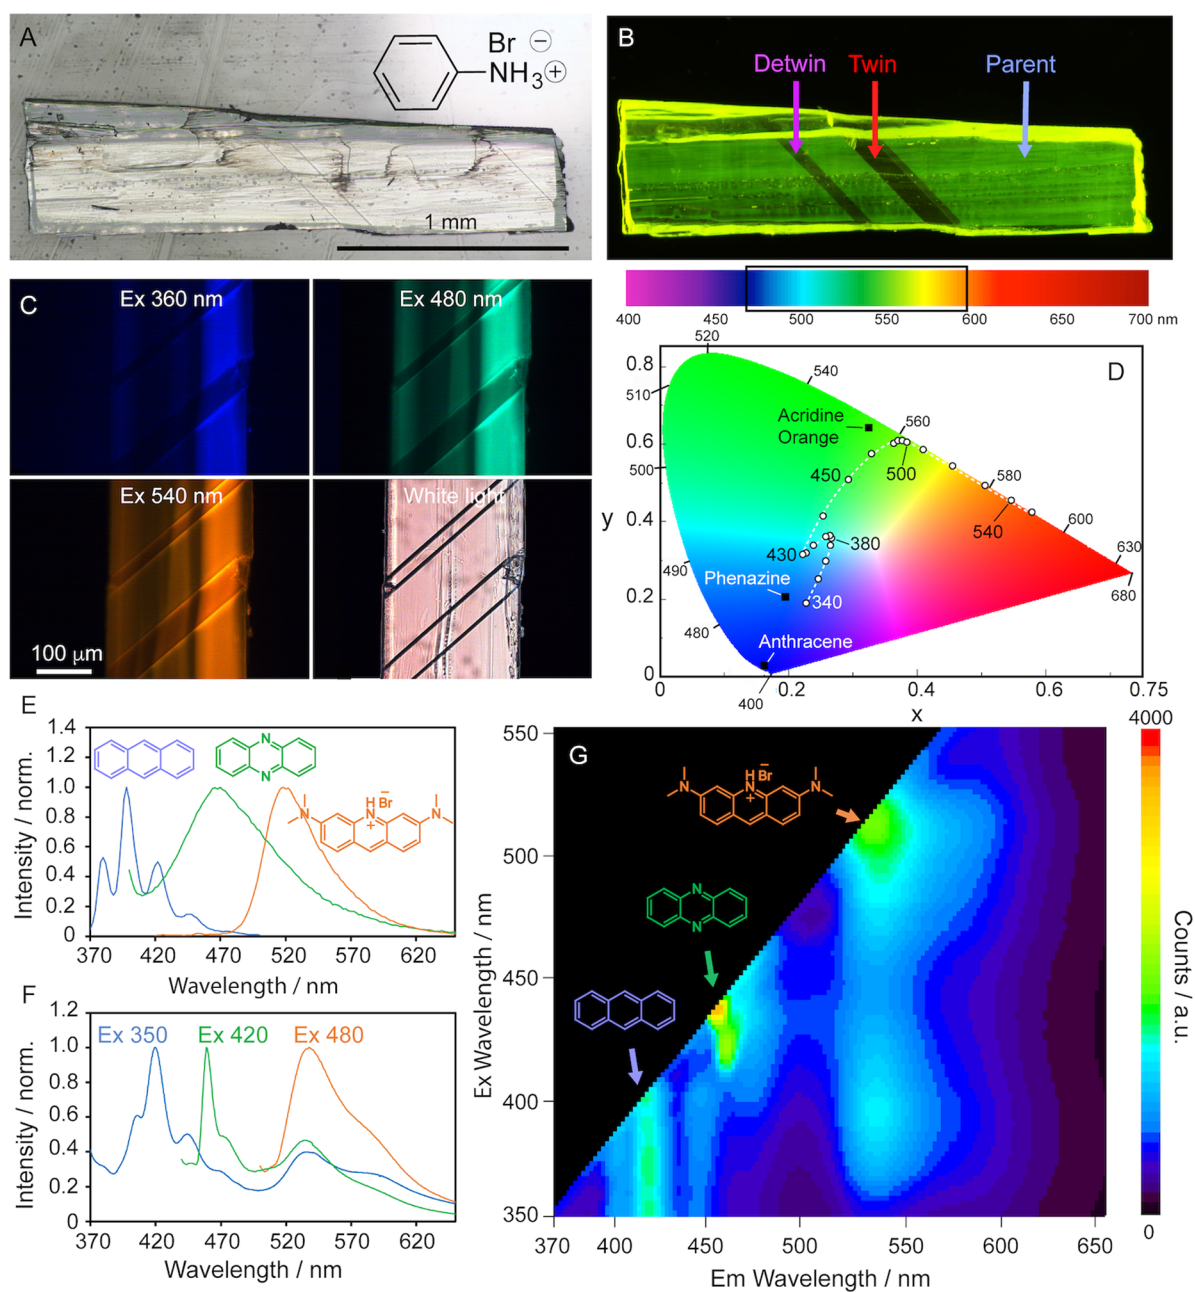 A
Br ⊖
NH3⊕
1 mm
B
Detwin Twin Parent
C
Ex 360 nm
Ex 480 nm
Ex 540 nm
White light
100 μm
400 450 500 550 600 650 700 nm
D
y
0.8
0.6
0.4
0.2
0
0 0.2 0.4 0.6 0.75
x
520
540
510
560
500
580
490
600
480
630
680
400
Acridine
Orange
450
500
540
430
380
Phenazine
340
Anthracene
E
Intensity / norm.
1.4
1.2
1.0
0.8
0.6
0.4
0.2
0
370 420 470 520 570 620
Wavelength / nm
N
N
N
H Br −
N
+
N
F
Intensity / norm.
1.2
1.0
0.8
0.6
0.4
0.2
0
Ex 350 Ex 420 Ex 480
370 420 470 520 570 620
Wavelength / nm
G
Ex Wavelength / nm
550
500
450
400
350
370 400 450 500 550 600 650
Em Wavelength / nm
N
H Br −
N
+
N
N
N
4000
Counts / a.u.
0